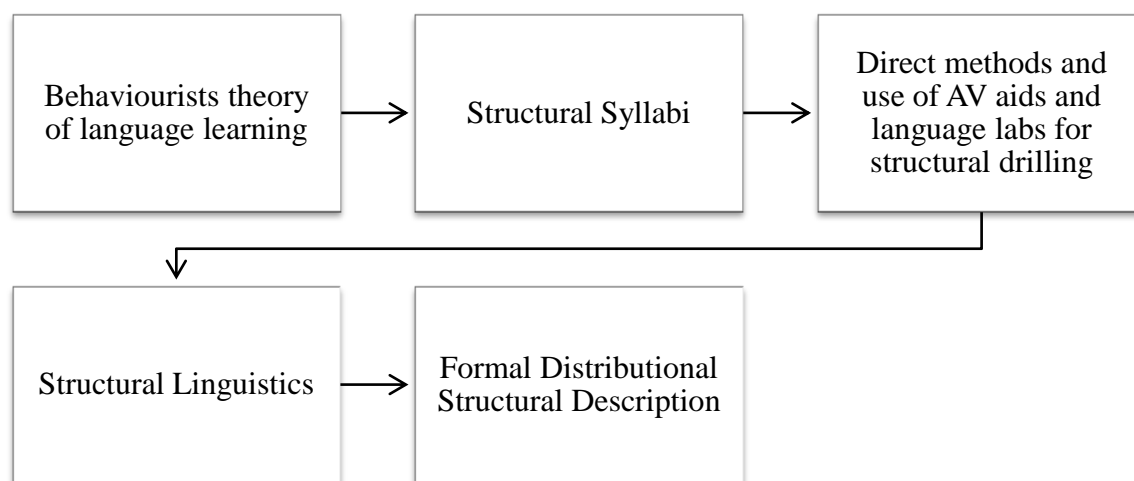 Behaviourists theory
of language learning
Structural Syllabi
Direct methods and
use of AV aids and
language labs for
structural drilling
Structural Linguistics
Formal Distributional
Structural Description